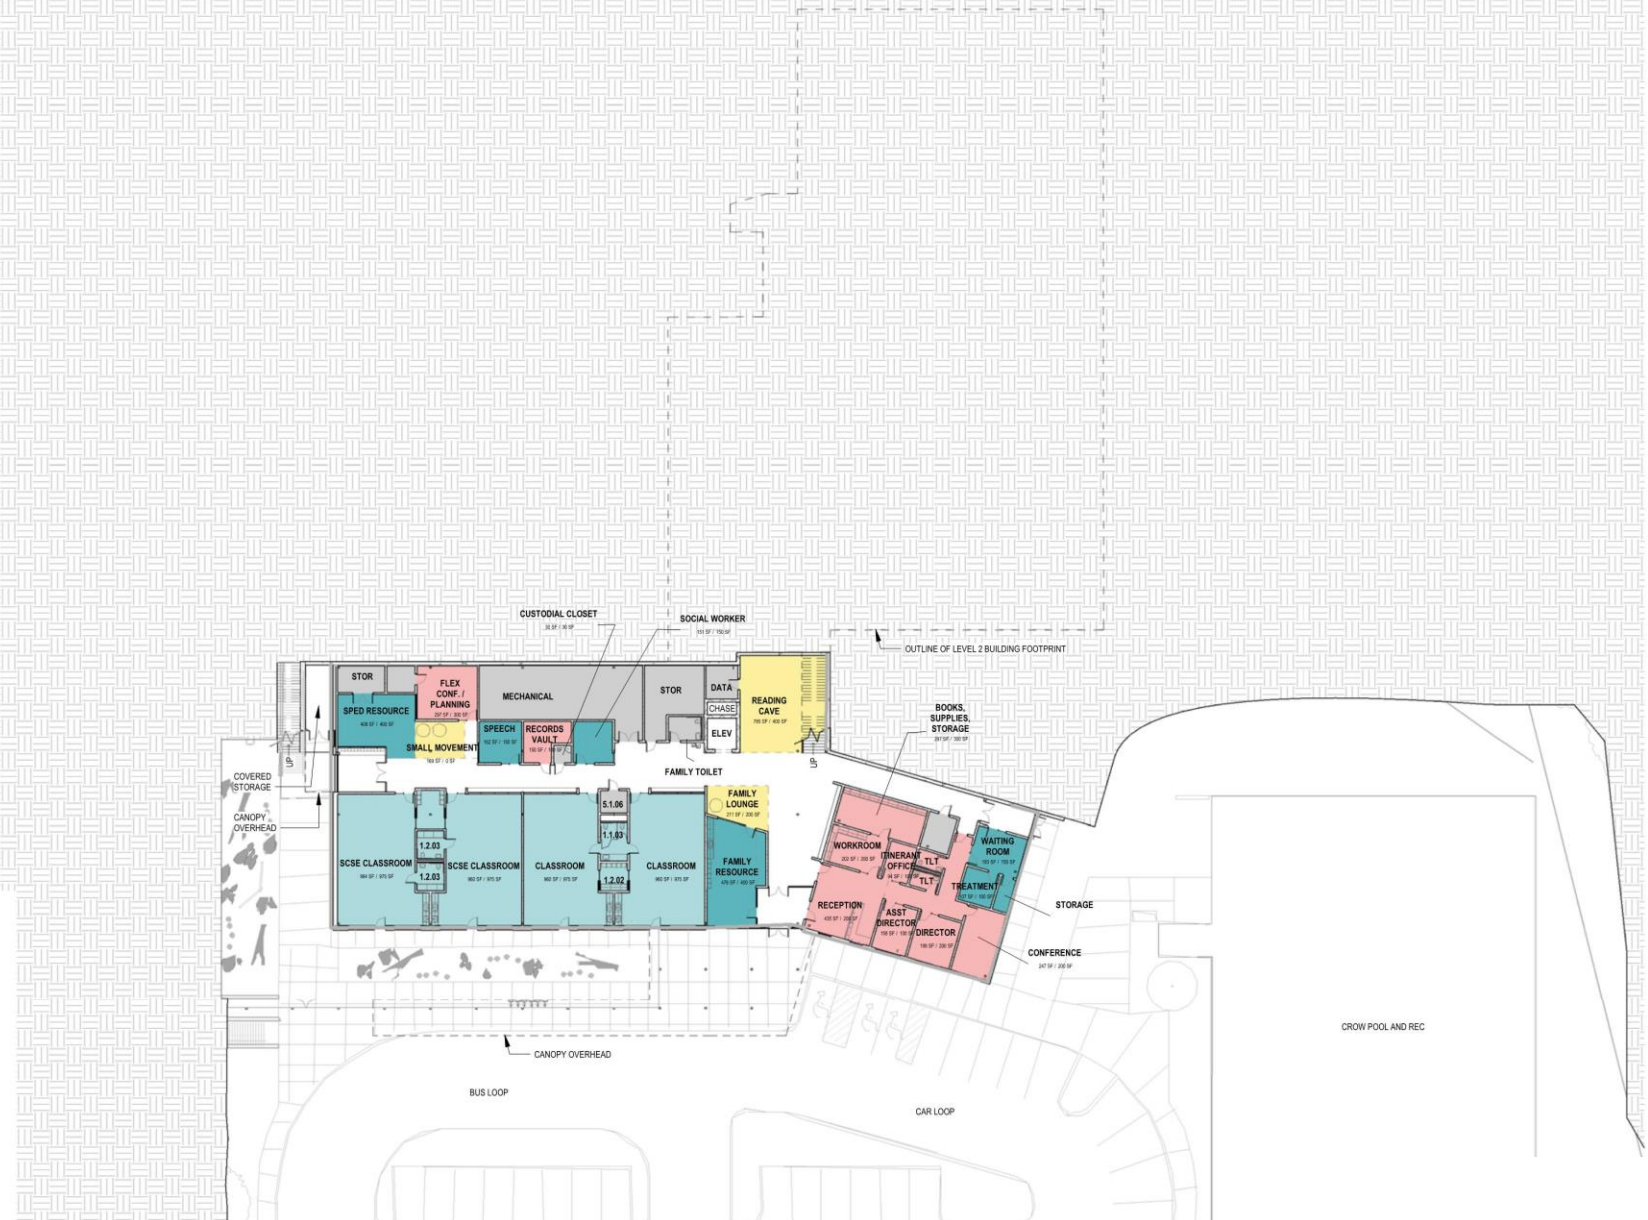 CUSTODIAL CLOSET
SOCIAL WORKER
151 SF / 150 SF
OUTLINE OF LEVEL 2 BUILDING FOOTPRINT
STOR
FLEX
CONF. /
PLANNING
MECHANICAL
STOR
DATA
CHASE
ELEV
READING
CAVE
SPED RESOURCE
SPEECH
RECORDS
VAULT
SMALL MOVEMENT
BOOKS,
SUPPLIES,
STORAGE
UP
UP
COVERED
STORAGE
CANOPY
OVERHEAD
FAMILY TOILET
FAMILY
LOUNGE
211 SF / 200 SF
5.1.06
1.1.03
1.2.03
1.2.03
1.2.02
SCSE CLASSROOM
SCSE CLASSROOM
CLASSROOM
CLASSROOM
FAMILY
RESOURCE
WORKROOM
ITINERANT
OFFICE
TLT
TLT
WAITING
ROOM
TREATMENT
STORAGE
RECEPTION
ASST
DIRECTOR
DIRECTOR
CONFERENCE
247 SF / 200 SF
CANOPY OVERHEAD
BUS LOOP
CAR LOOP
CROW POOL AND REC